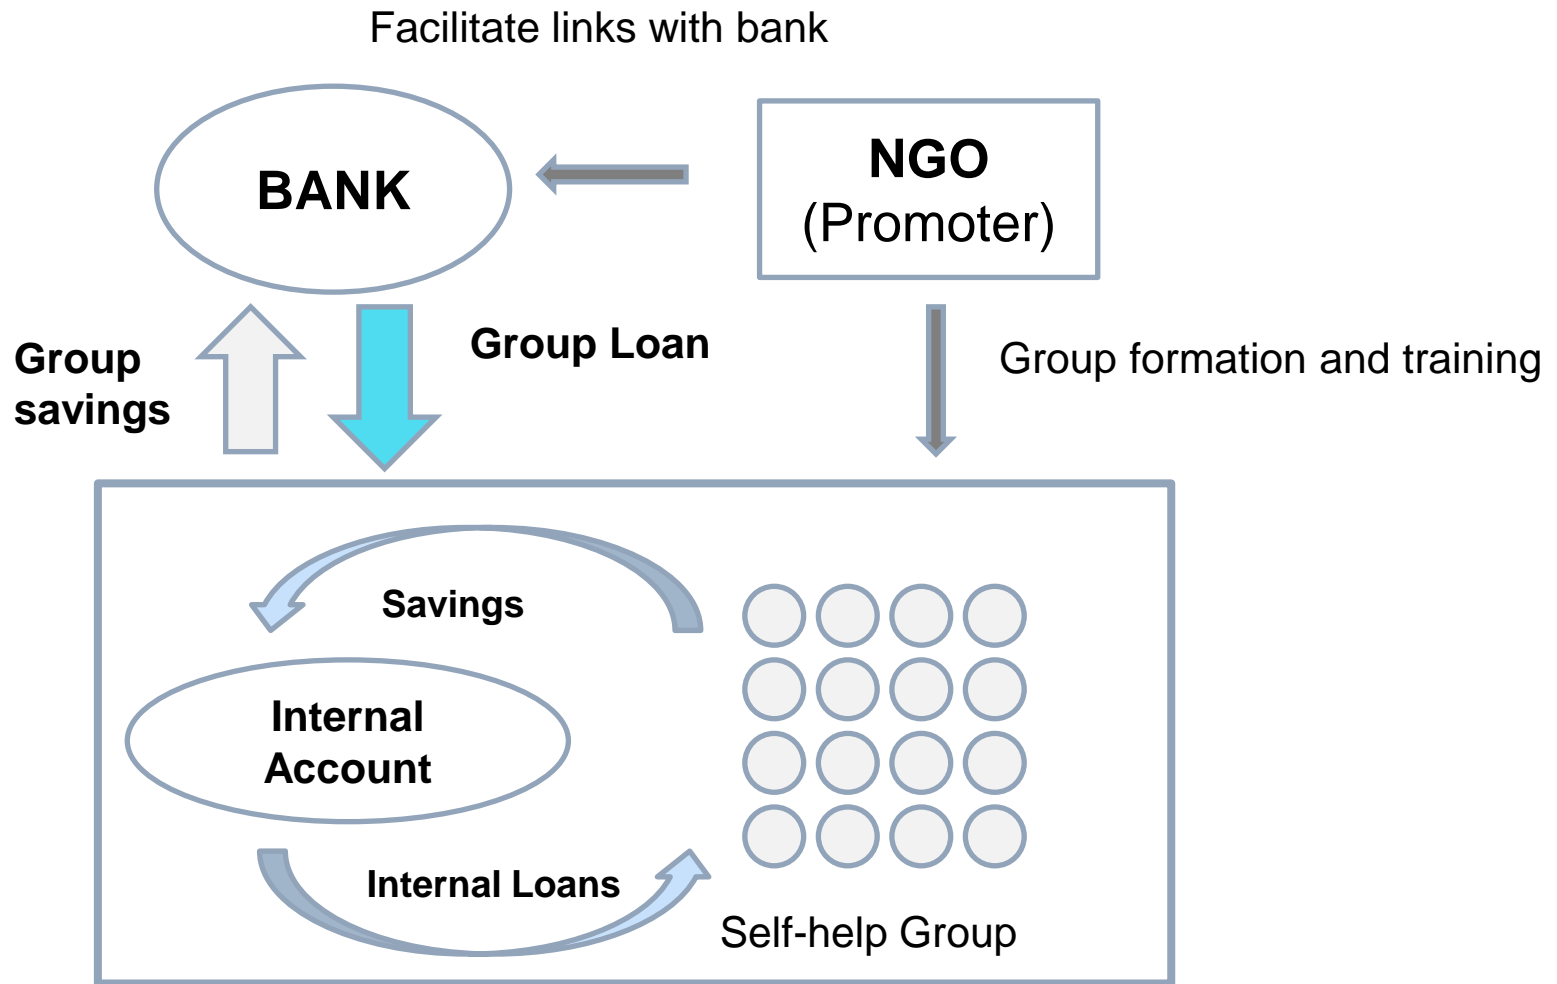 Facilitate links with bank
BANK
NGO
(Promoter)
Group
savings
Group Loan
Group formation and training
Savings
Internal
Account
Internal Loans
Self-help Group